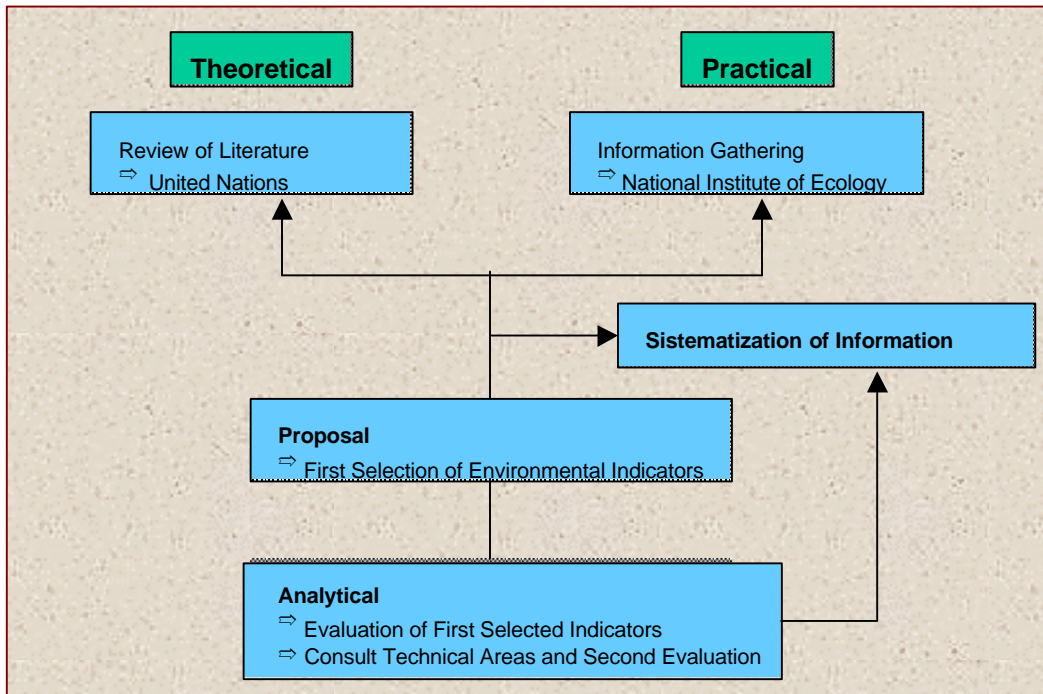 Theoretical
Practical
Review of Literature
⇨ United Nations
Information Gathering
⇨ National Institute of Ecology
Sistematization of Information
Proposal
⇨ First Selection of Environmental Indicators
Analytical
⇨ Evaluation of First Selected Indicators
⇨ Consult Technical Areas and Second Evaluation